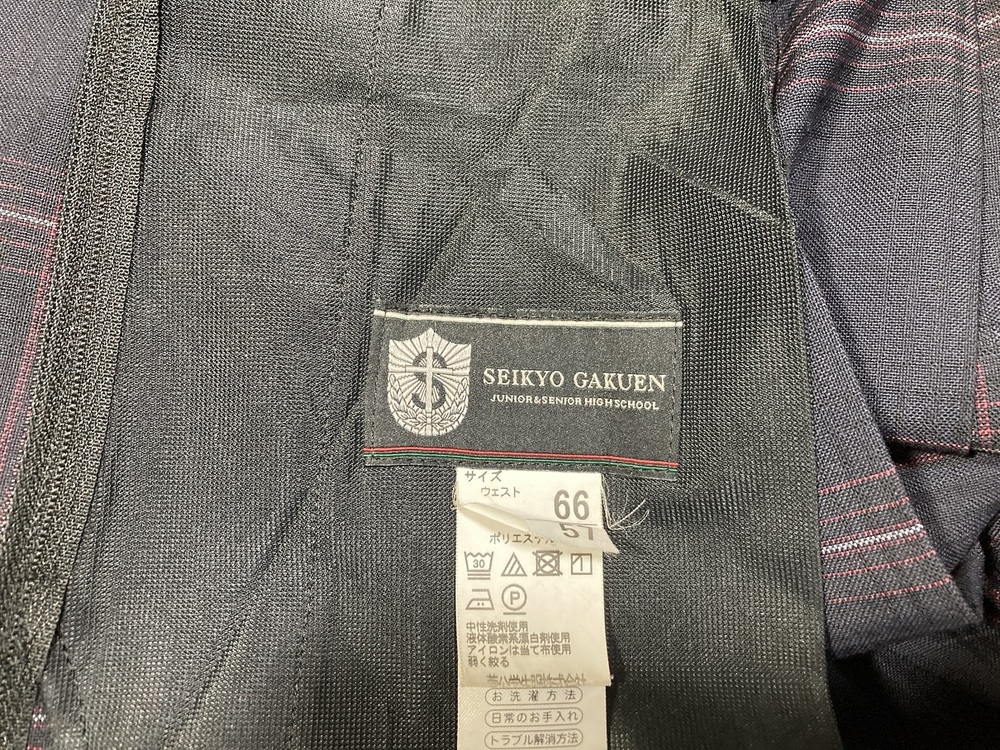 SEIKYO GAKUEN
JUNIOR&SENIOR HIGH SCHOOL
サイズ
ウェスト
66
57
30
P
中性洗剤使用
液体酸素系漂白剤使用
アイロンは当て布使用
弱く絞る
お洗濯方法
日常のお手入れ
トラブル解消方法